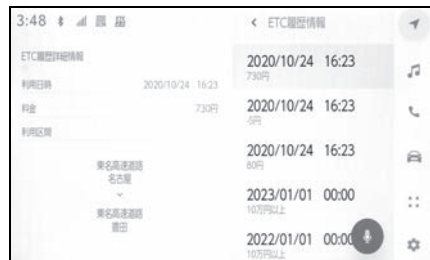 3:48
ETC履歴詳細情報
利用日時 2020/10/24 16:23
料金 730円
利用区間
東名高速道路
名古屋
東名高速道路
豊田
ETC履歴情報
2020/10/24 16:23
730円
2020/10/24 16:23
-5円
2020/10/24 16:23
80円
2023/01/01 00:00
10万円以上
2022/01/01 00:00
10万円以上